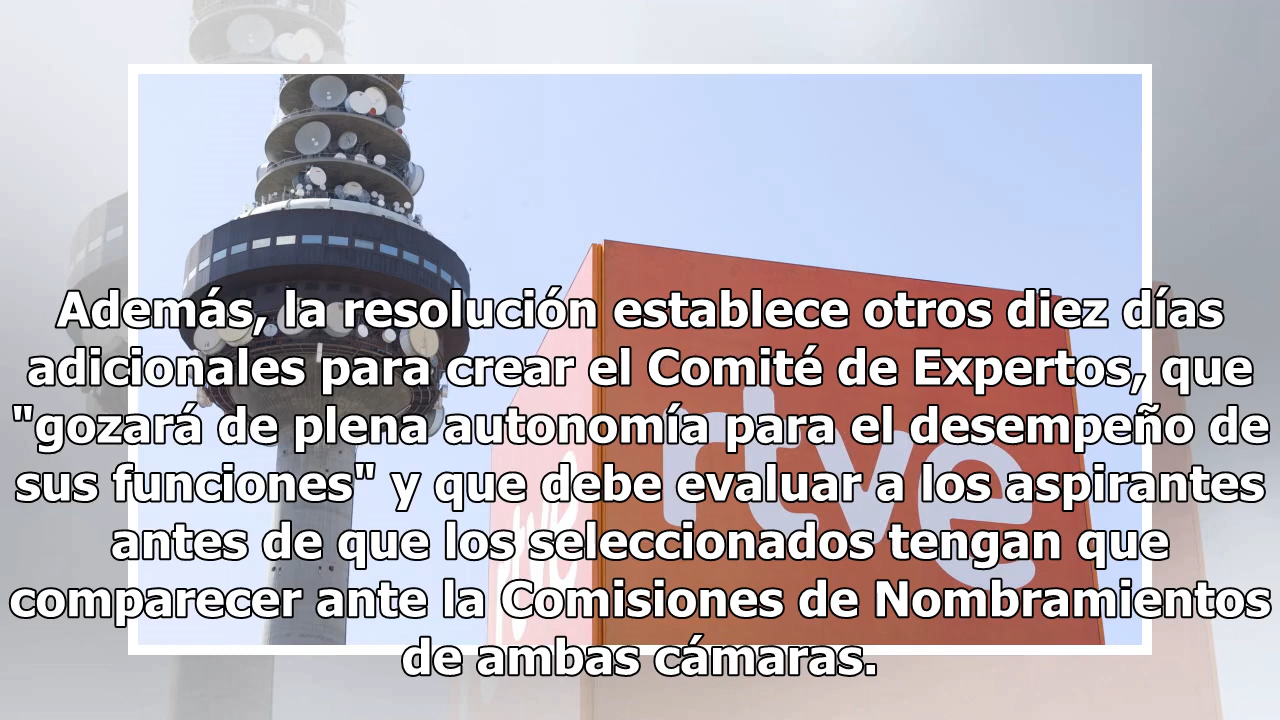 Además, la resolución establece otros diez días
adicionales para crear el Comité de Expertos, que
"gozará de plena autonomía para el desempeño de
sus funciones" y que debe evaluar a los aspirantes
antes de que los seleccionados tengan que
comparecer ante la Comisiones de Nombramientos
de ambas cámaras.
rtve
rtve